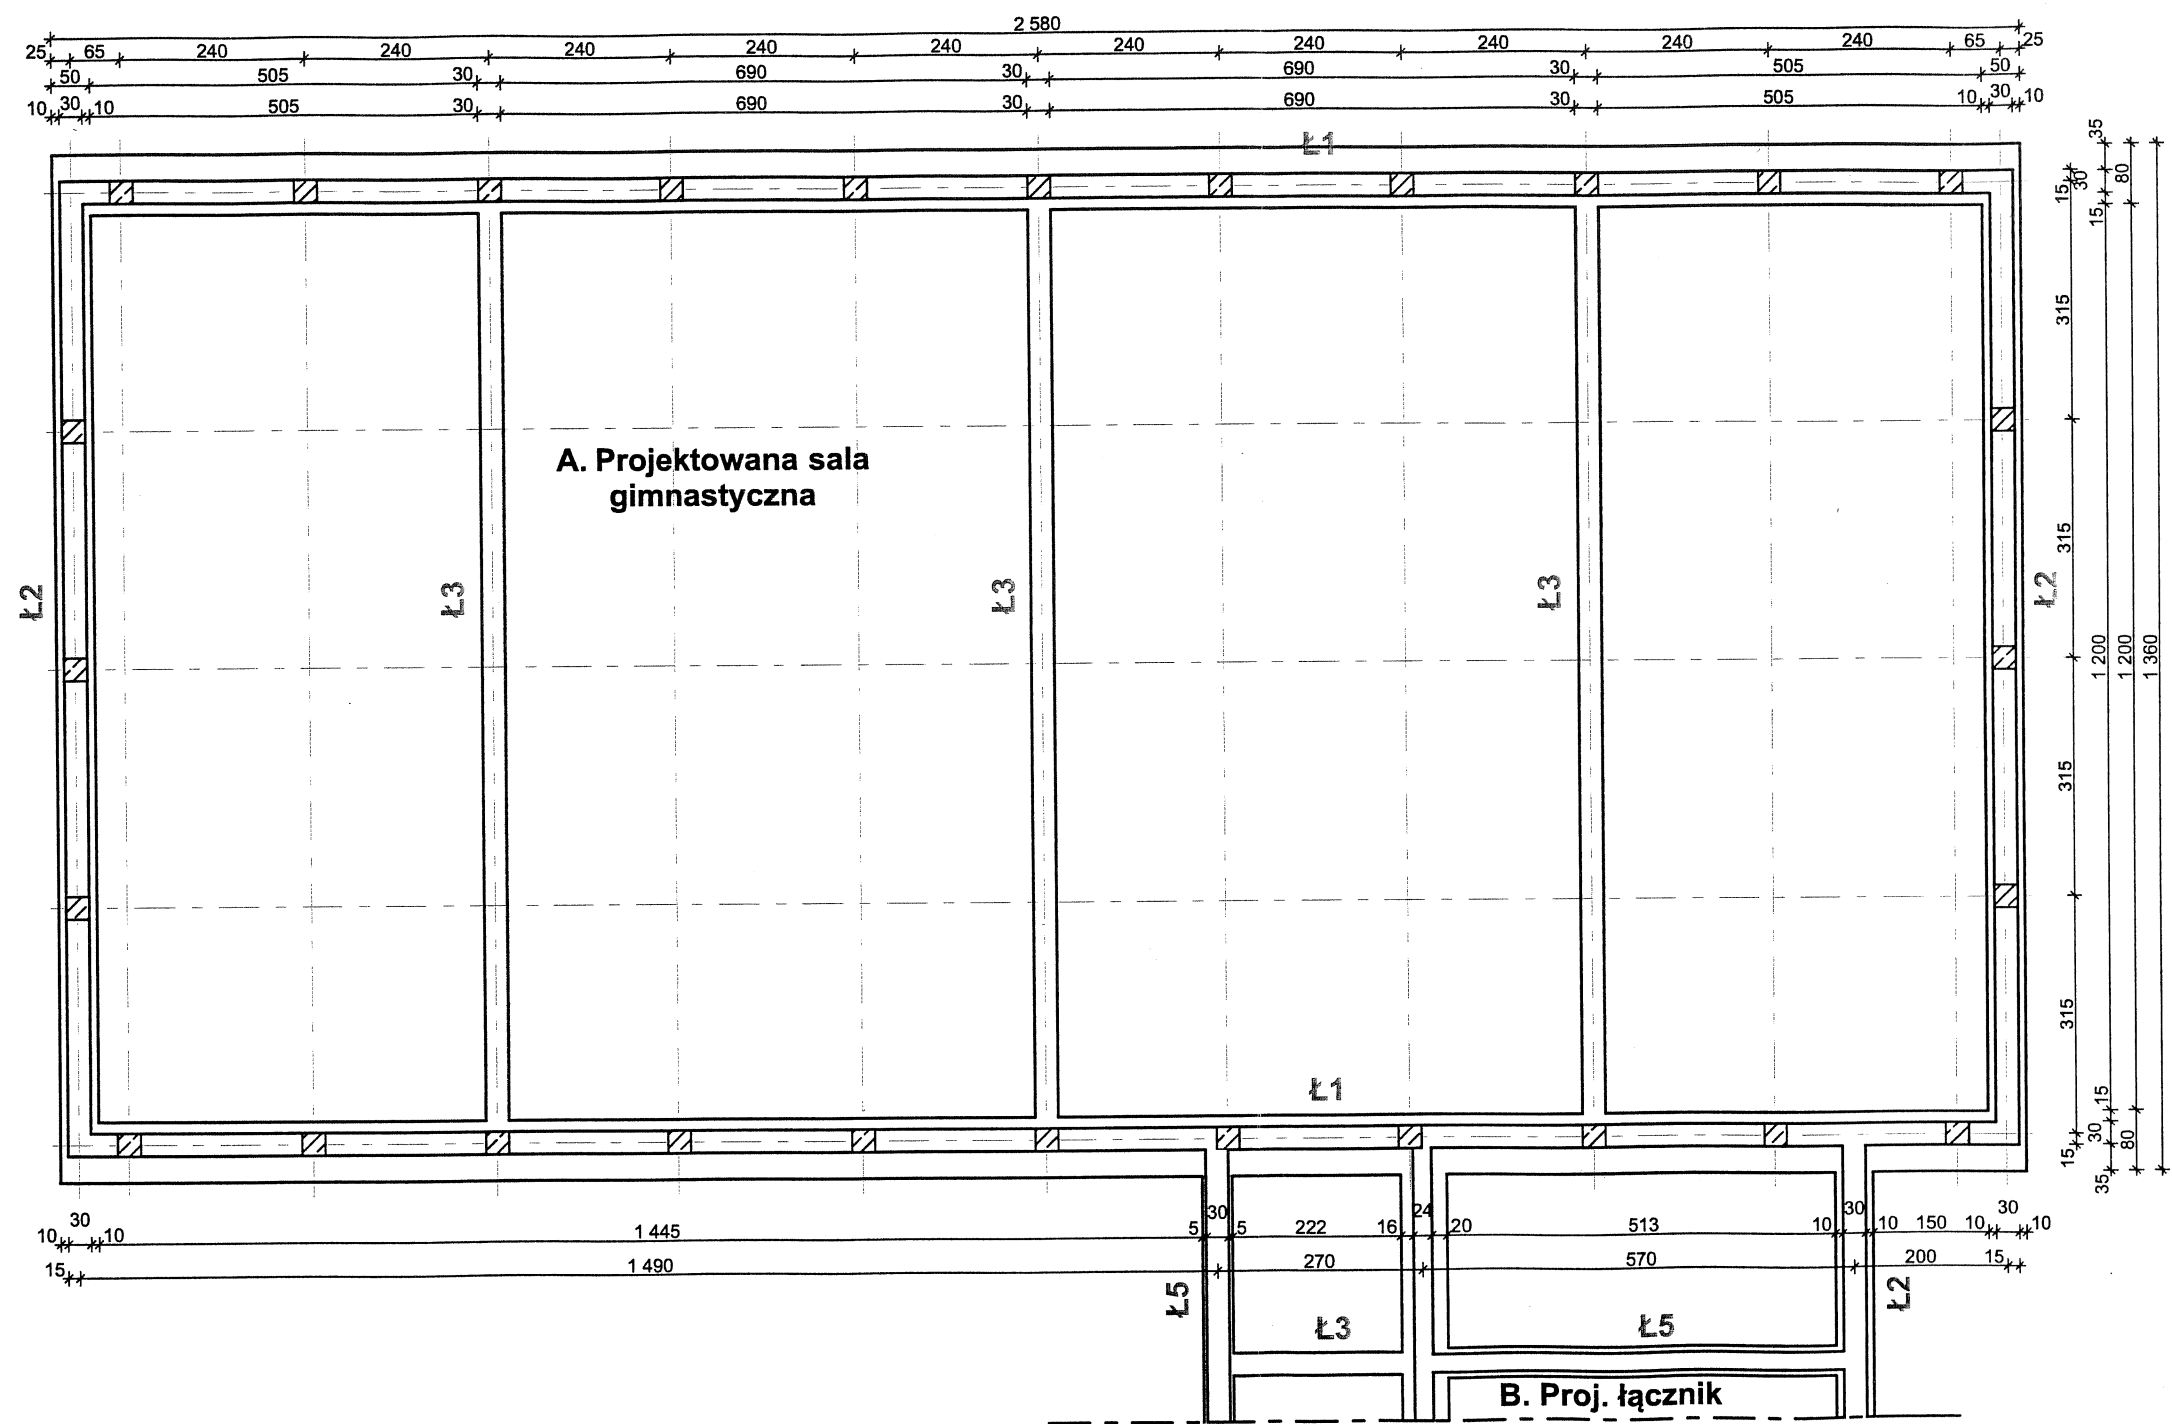 2 580
25 65 240 240 240 240 240 240 240 240 240 240 65 25
50 505 30 690 30 690 30 505 50
10 30 10 505 30 690 30 690 30 505 10 30 10
Ł1
35
80
15 30
15
315
A. Projektowana sala
gimnastyczna
315
Ł2
Ł3
Ł3
Ł3
Ł2
1 200
1 200
1 360
315
315
Ł1
15
30
80
15
35
30 30 24 30 30
10 10 1 445 5 5 222 16 20 513 10 10 150 10 10
15 1 490 270 570 200 15
Ł5
Ł2
Ł3
Ł5
B. Proj. łącznik